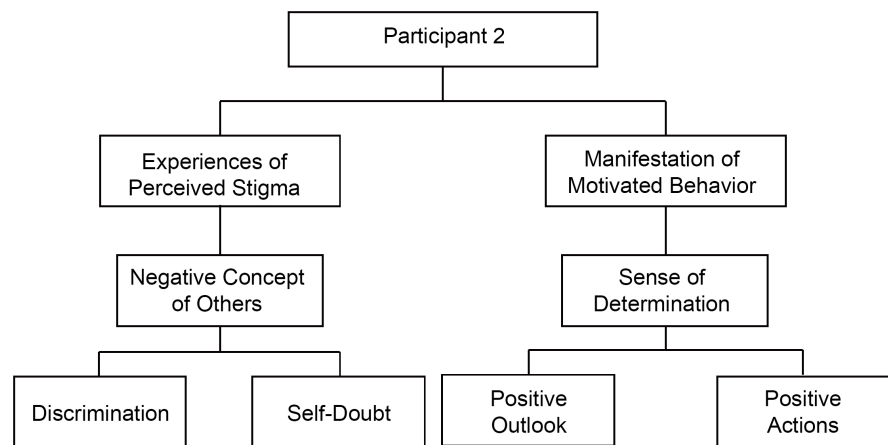 Participant 2
Experiences of
Perceived Stigma
Manifestation of
Motivated Behavior
Negative Concept
of Others
Sense of
Determination
Discrimination
Self-Doubt
Positive
Outlook
Positive
Actions